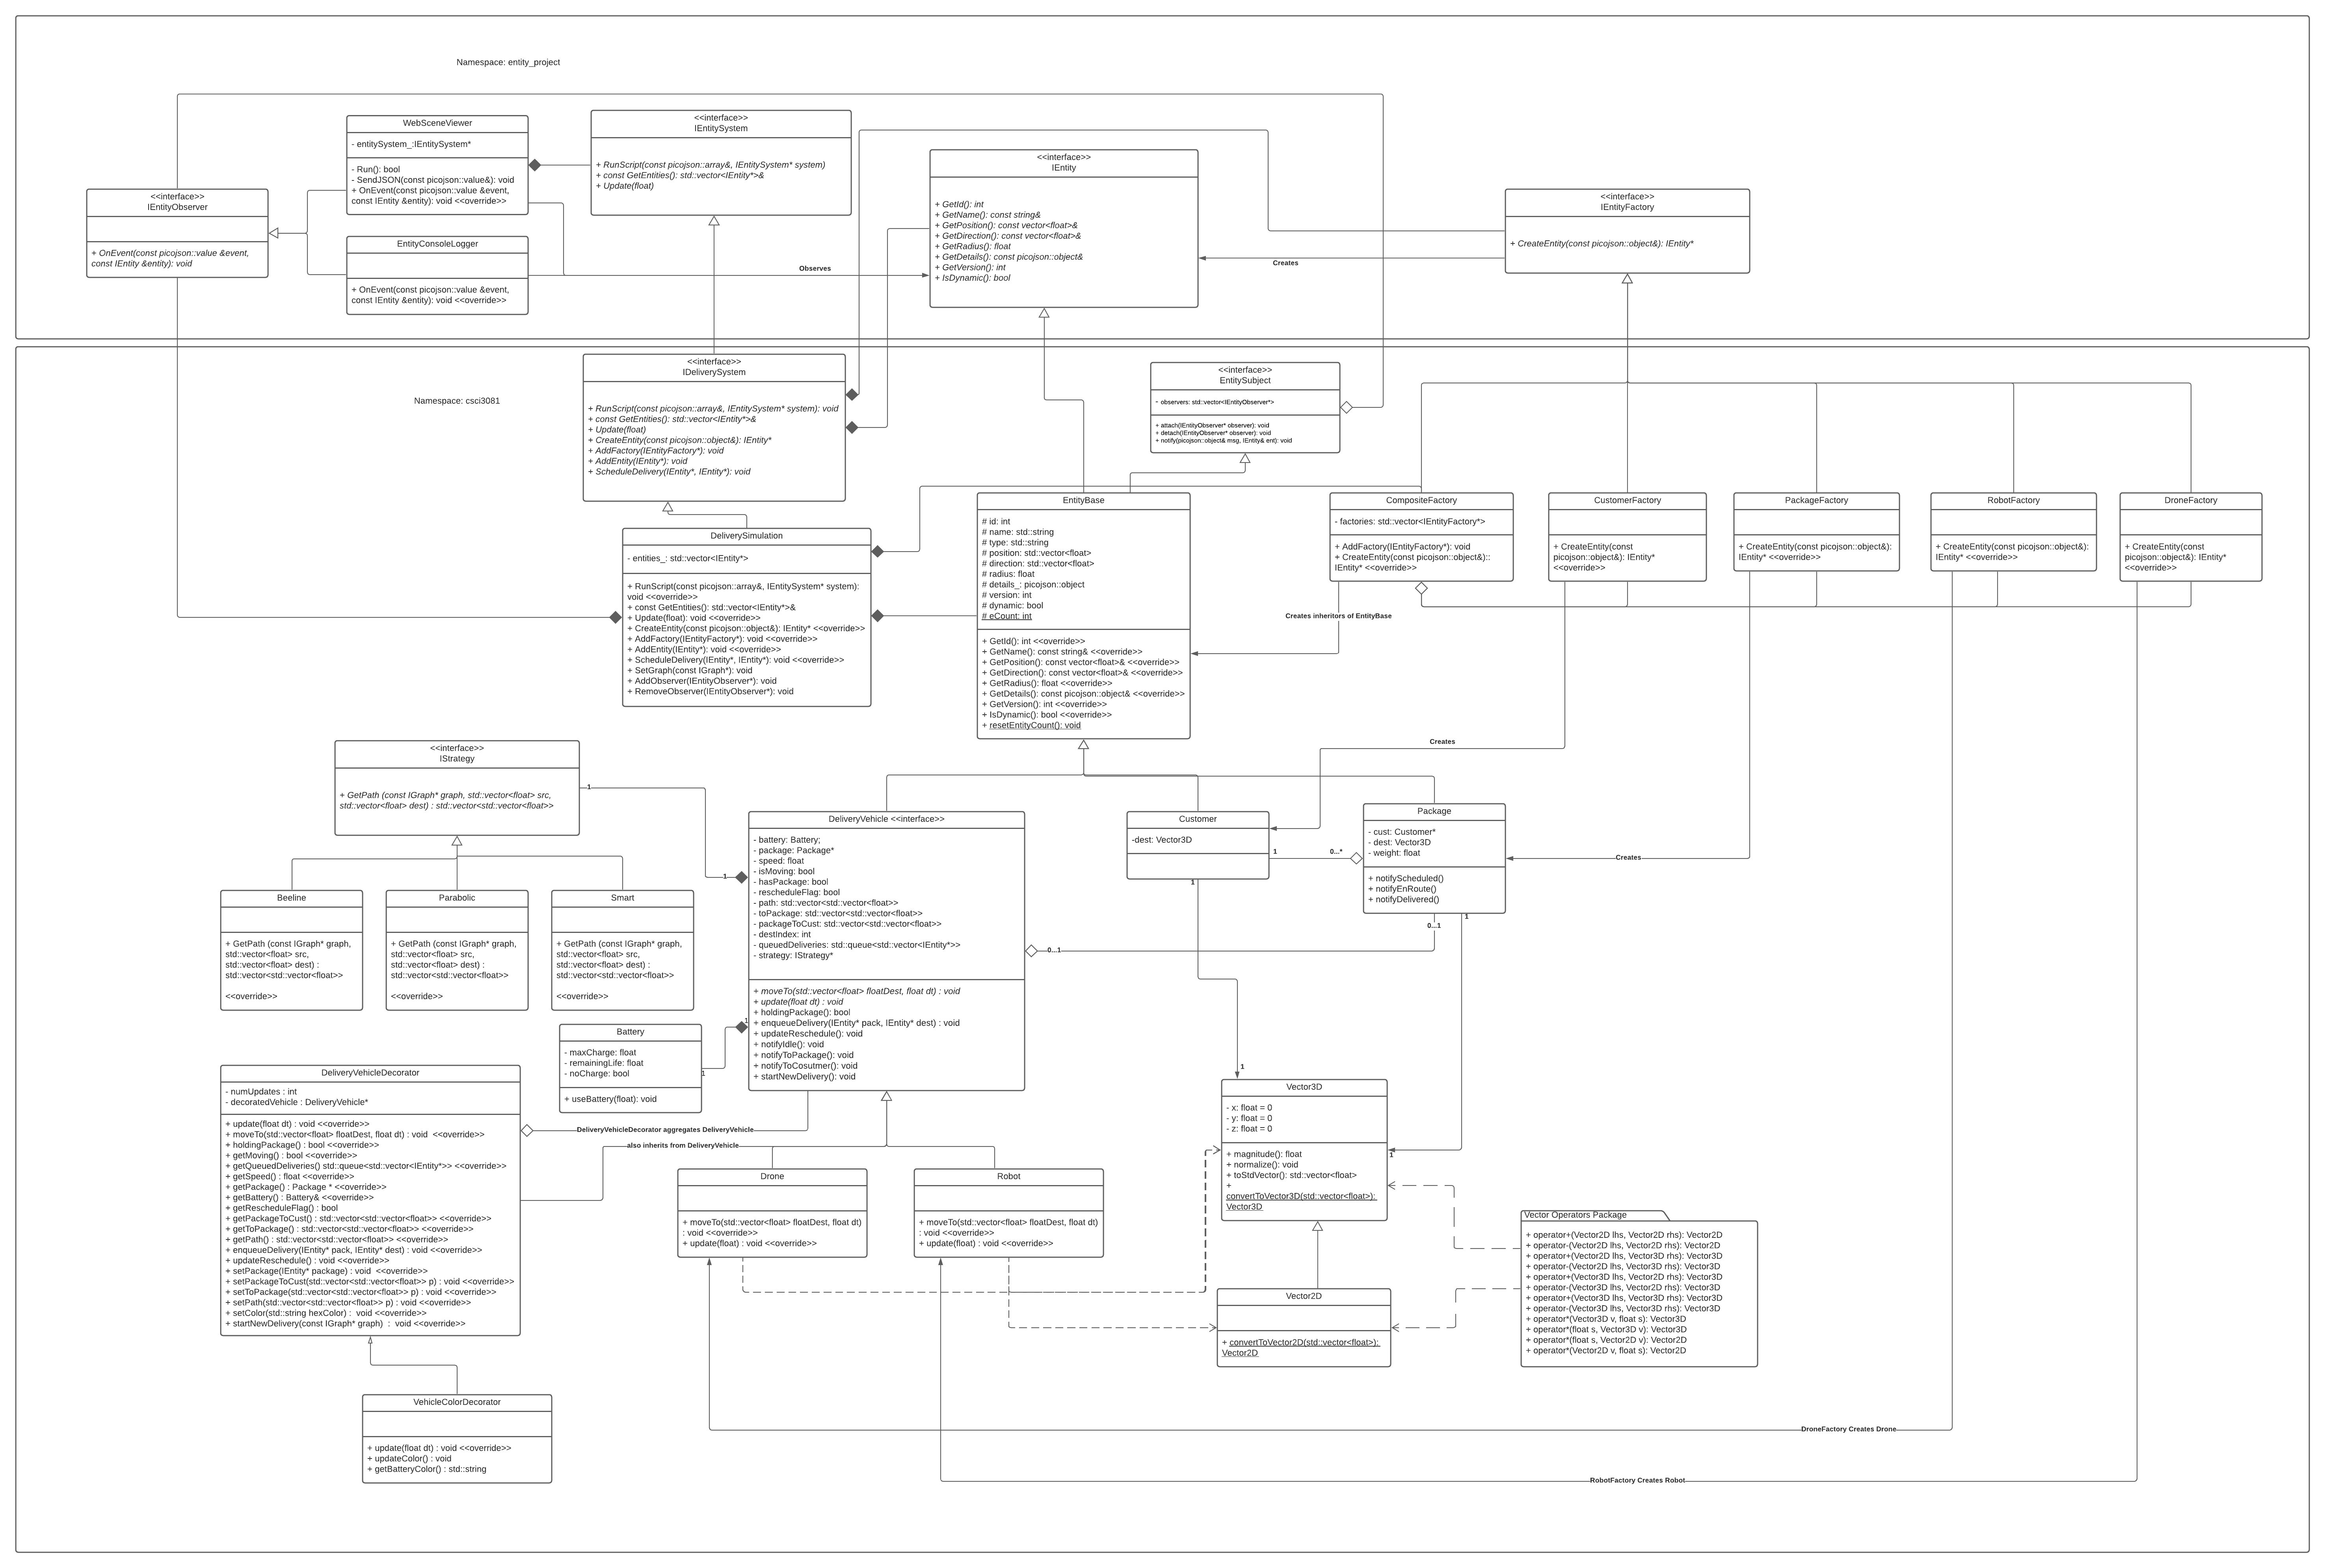 Namespace: entity_project
WebSceneViewer
- entitySystem_:IEntitySystem*
- Run(): bool
- SendJSON(const picojson::value&): void
+ OnEvent(const picojson::value &event,
const IEntity &entity): void <<override>>
<<interface>>
IEntitySystem
+ RunScript(const picojson::array&, IEntitySystem* system)
+ const GetEntities(): std::vector<IEntity*>&
+ Update(float)
<<interface>>
IEntity
+ GetId(): int
+ GetName(): const string&
+ GetPosition(): const vector<float>&
+ GetDirection(): const vector<float>&
+ GetRadius(): float
+ GetDetails(): const picojson::object&
+ GetVersion(): int
+ IsDynamic(): bool
<<interface>>
IEntityObserver
+ OnEvent(const picojson::value &event,
const IEntity &entity): void
<<interface>>
IEntityFactory
+ CreateEntity(const picojson::object&): IEntity*
EntityConsoleLogger
+ OnEvent(const picojson::value &event,
const IEntity &entity): void <<override>>
Observes
Creates
Namespace: csci3081
<<interface>>
IDeliverySystem
+ RunScript(const picojson::array&, IEntitySystem* system): void
+ const GetEntities(): std::vector<IEntity*>&
+ Update(float)
+ CreateEntity(const picojson::object&): IEntity*
+ AddFactory(IEntityFactory*): void
+ AddEntity(IEntity*): void
+ ScheduleDelivery(IEntity*, IEntity*): void
<<interface>>
EntitySubject
- observers: std::vector<IEntityObserver*>
+ attach(IEntityObserver* observer): void
+ detach(IEntityObserver* observer): void
+ notify(picojson::object& msg, IEntity& ent): void
DeliverySimulation
- entities_: std::vector<IEntity*>
+ RunScript(const picojson::array&, IEntitySystem* system):
void <<override>>
+ const GetEntities(): std::vector<IEntity*>&
+ Update(float): void <<override>>
+ CreateEntity(const picojson::object&): IEntity* <<override>>
+ AddFactory(IEntityFactory*): void <<override>>
+ AddEntity(IEntity*): void <<override>>
+ ScheduleDelivery(IEntity*, IEntity*): void <<override>>
+ SetGraph(const IGraph*): void
+ AddObserver(IEntityObserver*): void
+ RemoveObserver(IEntityObserver*): void
EntityBase
# id: int
# name: std::string
# type: std::string
# position: std::vector<float>
# direction: std::vector<float>
# radius: float
# details_: picojson::object
# version: int
# dynamic: bool
# eCount: int
+ GetId(): int <<override>>
+ GetName(): const string& <<override>>
+ GetPosition(): const vector<float>& <<override>>
+ GetDirection(): const vector<float>& <<override>>
+ GetRadius(): float <<override>>
+ GetDetails(): const picojson::object& <<override>>
+ GetVersion(): int <<override>>
+ IsDynamic(): bool <<override>>
+ resetEntityCount(): void
CompositeFactory
- factories: std::vector<IEntityFactory*>
+ AddFactory(IEntityFactory*): void
+ CreateEntity(const picojson::object&)::
IEntity* <<override>>
CustomerFactory
+ CreateEntity(const
picojson::object&): IEntity*
<<override>>
PackageFactory
+ CreateEntity(const picojson::object&):
IEntity* <<override>>
RobotFactory
+ CreateEntity(const picojson::object&):
IEntity* <<override>>
DroneFactory
+ CreateEntity(const
picojson::object&): IEntity*
<<override>>
Creates inheritors of EntityBase
Creates
Creates
<<interface>>
IStrategy
+ GetPath (const IGraph* graph, std::vector<float> src,
std::vector<float> dest) : std::vector<std::vector<float>>
1
1
Beeline
+ GetPath (const IGraph* graph,
std::vector<float> src,
std::vector<float> dest) :
std::vector<std::vector<float>>
<<override>>
Parabolic
+ GetPath (const IGraph* graph,
std::vector<float> src,
std::vector<float> dest) :
std::vector<std::vector<float>>
<<override>>
Smart
+ GetPath (const IGraph* graph,
std::vector<float> src,
std::vector<float> dest) :
std::vector<std::vector<float>>
<<override>>
DeliveryVehicle <<interface>>
- battery: Battery;
- package: Package*
- speed: float
- isMoving: bool
- hasPackage: bool
- rescheduleFlag: bool
- path: std::vector<std::vector<float>>
- toPackage: std::vector<std::vector<float>>
- packageToCust: std::vector<std::vector<float>>
- destIndex: int
- queuedDeliveries: std::queue<std::vector<IEntity*>>
- strategy: IStrategy*
+ moveTo(std::vector<float> floatDest, float dt) : void
+ update(float dt) : void
+ holdingPackage(): bool
+ enqueueDelivery(IEntity* pack, IEntity* dest) : void
+ updateReschedule(): void
+ notifyIdle(): void
+ notifyToPackage(): void
+ notifyToCosutmer(): void
+ startNewDelivery(): void
Customer
-dest: Vector3D
1
0...*
1
Package
- cust: Customer*
- dest: Vector3D
- weight: float
+ notifyScheduled()
+ notifyEnRoute()
+ notifyDelivered()
1
0...1
0...1
Battery
- maxCharge: float
- remainingLife: float
- noCharge: bool
+ useBattery(float): void
1
1
DeliveryVehicleDecorator
- numUpdates : int
- decoratedVehicle : DeliveryVehicle*
+ update(float dt) : void <<override>>
+ moveTo(std::vector<float> floatDest, float dt) : void  <<override>>
+ holdingPackage() : bool <<override>>
+ getMoving() : bool <<override>>
+ getQueuedDeliveries() std::queue<std::vector<IEntity*>> <<override>>
+ getSpeed() : float <<override>>
+ getPackage() : Package * <<override>>
+ getBattery() : Battery& <<override>>
+ getRescheduleFlag() : bool
+ getPackageToCust() : std::vector<std::vector<float>> <<override>>
+ getToPackage() : std::vector<std::vector<float>> <<override>>
+ getPath() : std::vector<std::vector<float>> <<override>>
+ enqueueDelivery(IEntity* pack, IEntity* dest) : void <<override>>
+ updateReschedule() : void <<override>>
+ setPackage(IEntity* package) : void  <<override>>
+ setPackageToCust(std::vector<std::vector<float>> p) : void <<override>>
+ setToPackage(std::vector<std::vector<float>> p) : void <<override>>
+ setPath(std::vector<std::vector<float>> p) : void <<override>>
+ setColor(std::string hexColor) :  void <<override>>
+ startNewDelivery(const IGraph* graph)  :  void <<override>>
DeliveryVehicleDecorator aggregates DeliveryVehicle
also inherits from DeliveryVehicle
Drone
+ moveTo(std::vector<float> floatDest, float dt)
: void <<override>>
+ update(float) : void <<override>>
Robot
+ moveTo(std::vector<float> floatDest, float dt)
: void <<override>>
+ update(float) : void <<override>>
1
Vector3D
- x: float = 0
- y: float = 0
- z: float = 0
+ magnitude(): float
+ normalize(): void
+ toStdVector(): std::vector<float>
+
convertToVector3D(std::vector<float>):
Vector3D
1
Vector2D
+ convertToVector2D(std::vector<float>):
Vector2D
Vector Operators Package
+ operator+(Vector2D lhs, Vector2D rhs): Vector2D
+ operator-(Vector2D lhs, Vector2D rhs): Vector2D
+ operator+(Vector2D lhs, Vector3D rhs): Vector3D
+ operator-(Vector2D lhs, Vector3D rhs): Vector3D
+ operator+(Vector3D lhs, Vector2D rhs): Vector3D
+ operator-(Vector3D lhs, Vector2D rhs): Vector3D
+ operator+(Vector3D lhs, Vector3D rhs): Vector3D
+ operator-(Vector3D lhs, Vector3D rhs): Vector3D
+ operator*(Vector3D v, float s): Vector3D
+ operator*(float s, Vector3D v): Vector3D
+ operator*(float s, Vector2D v): Vector2D
+ operator*(Vector2D v, float s): Vector2D
VehicleColorDecorator
+ update(float dt) : void <<override>>
+ updateColor() : void
+ getBatteryColor() : std::string
DroneFactory Creates Drone
RobotFactory Creates Robot